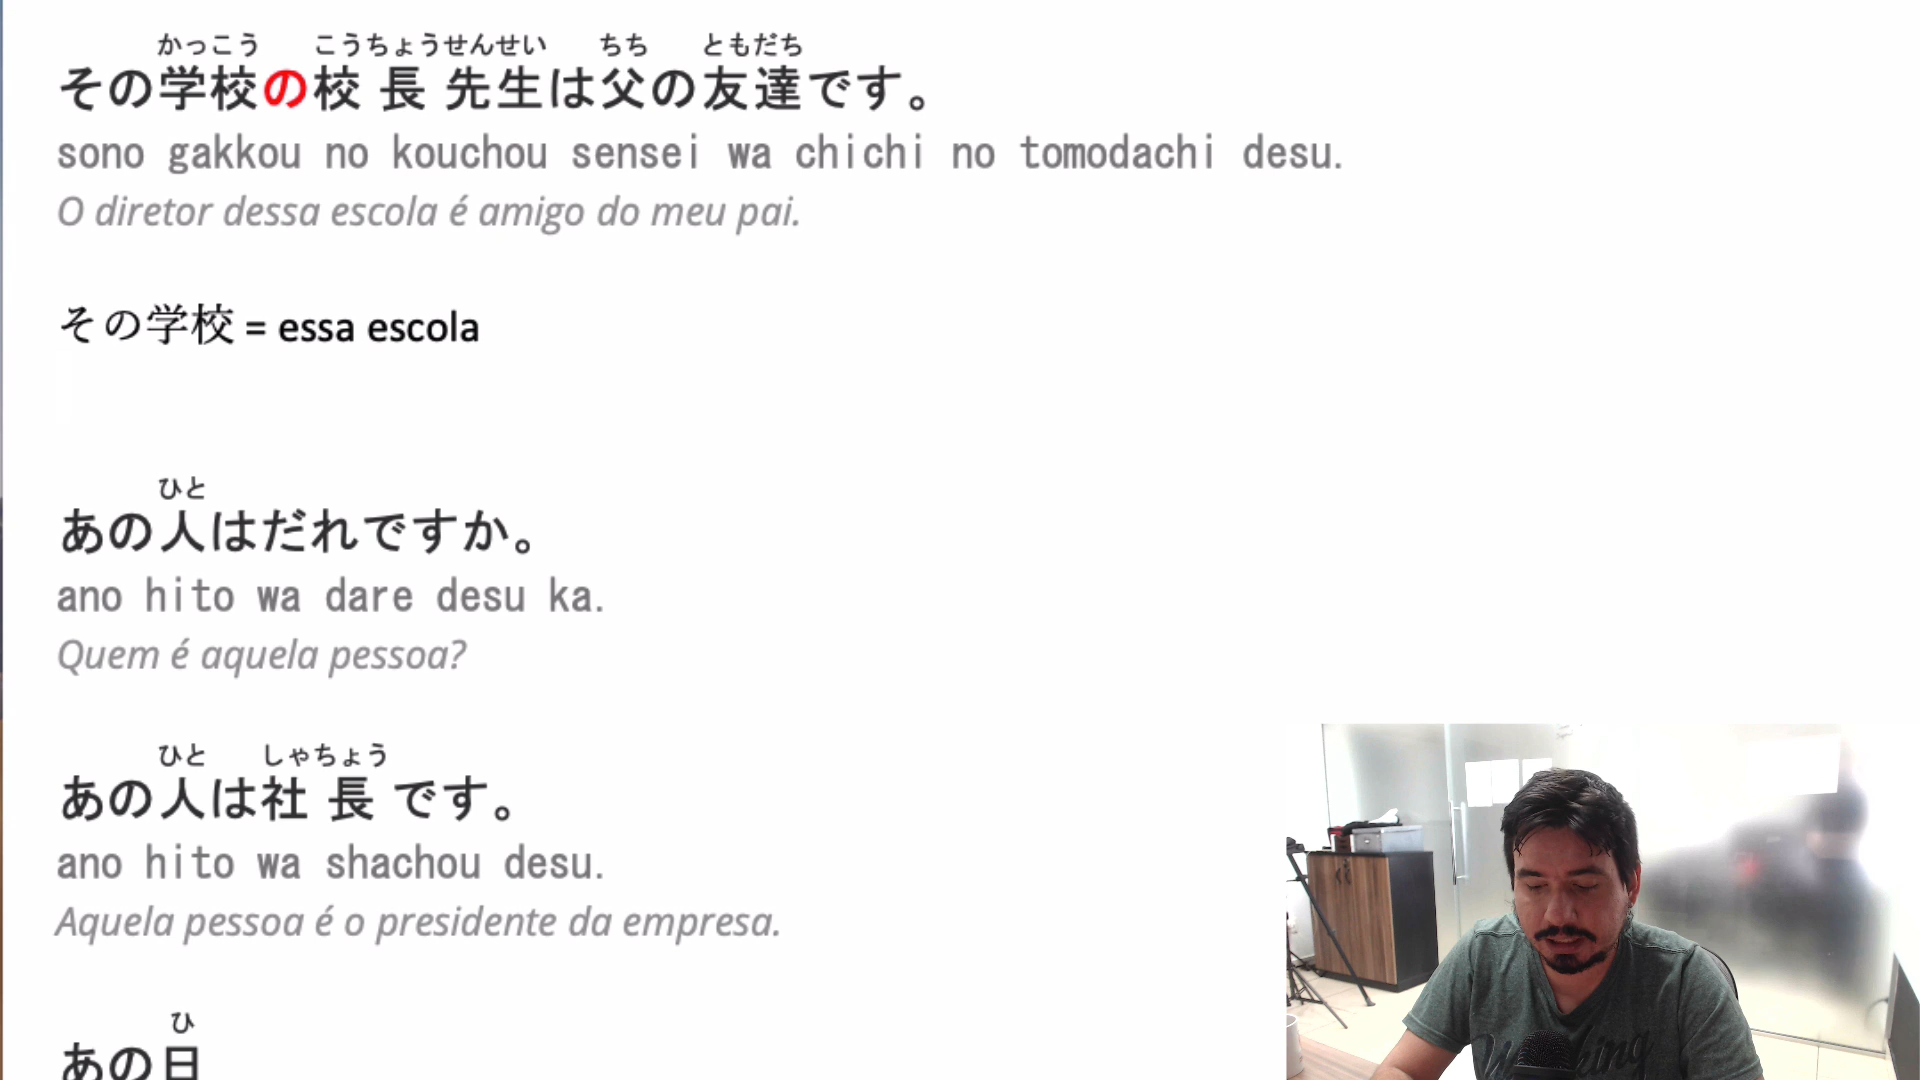 かっこう こうちょうせんせい ちち ともだち
その学校の校長先生は父の友達です。
sono gakkou no kouchou sensei wa chichi no tomodachi desu.
O diretor dessa escola é amigo do meu pai.
その学校 = essa escola
ひと
あの人はだれですか。
ano hito wa dare desu ka.
Quem é aquela pessoa?
ひと しゃちょう
あの人は社長です。
ano hito wa shachou desu.
Aquela pessoa é o presidente da empresa.
ひ
あの日